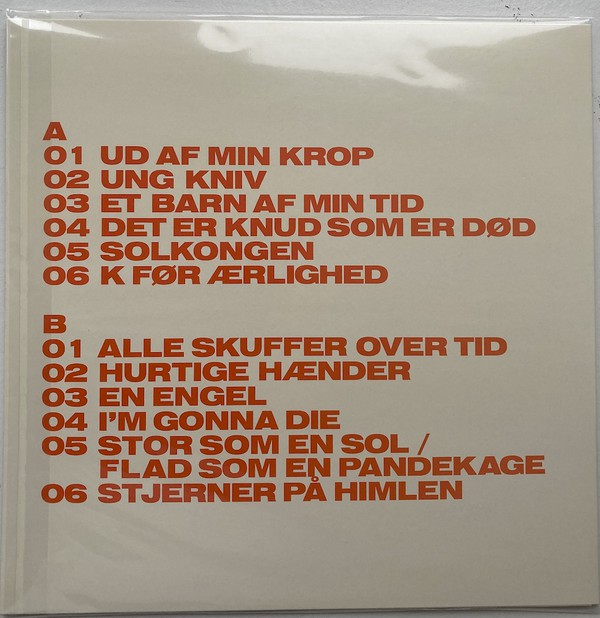 A
01 UD AF MIN KROP
02 UNG KNIV
03 ET BARN AF MIN TID
04 DET ER KNUD SOM ER DØD
05 SOLKONGEN
06 K FØR ÆRLIGHED
B
01 ALLE SKUFFER OVER TID
02 HURTIGE HÆNDER
03 EN ENGEL
04 I'M GONNA DIE
05 STOR SOM EN SOL /
FLAD SOM EN PANDEKAGE
06 STJERNER PÅ HIMLEN